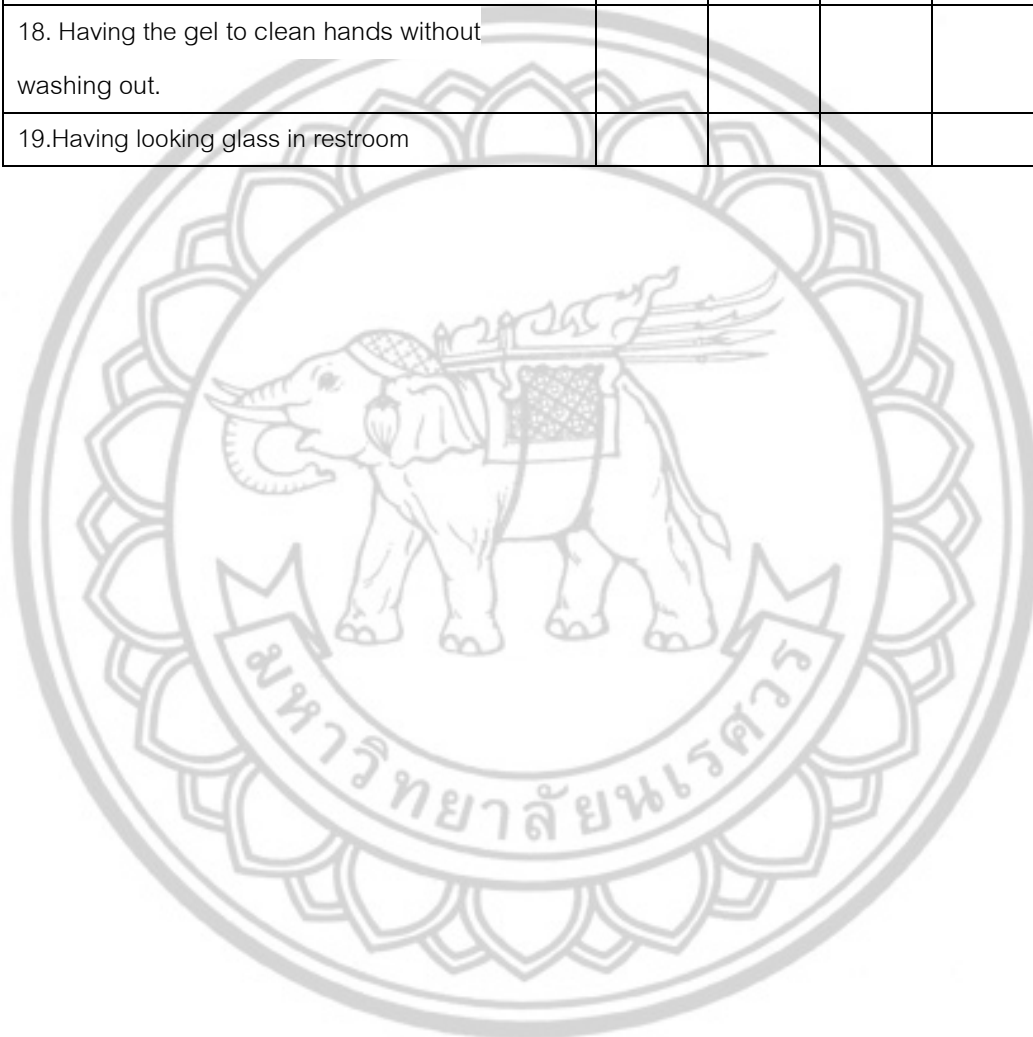 18. Having the gel to clean hands without
washing out.
19.Having looking glass in restroom
มหาวิทยาลัยนเรศวร